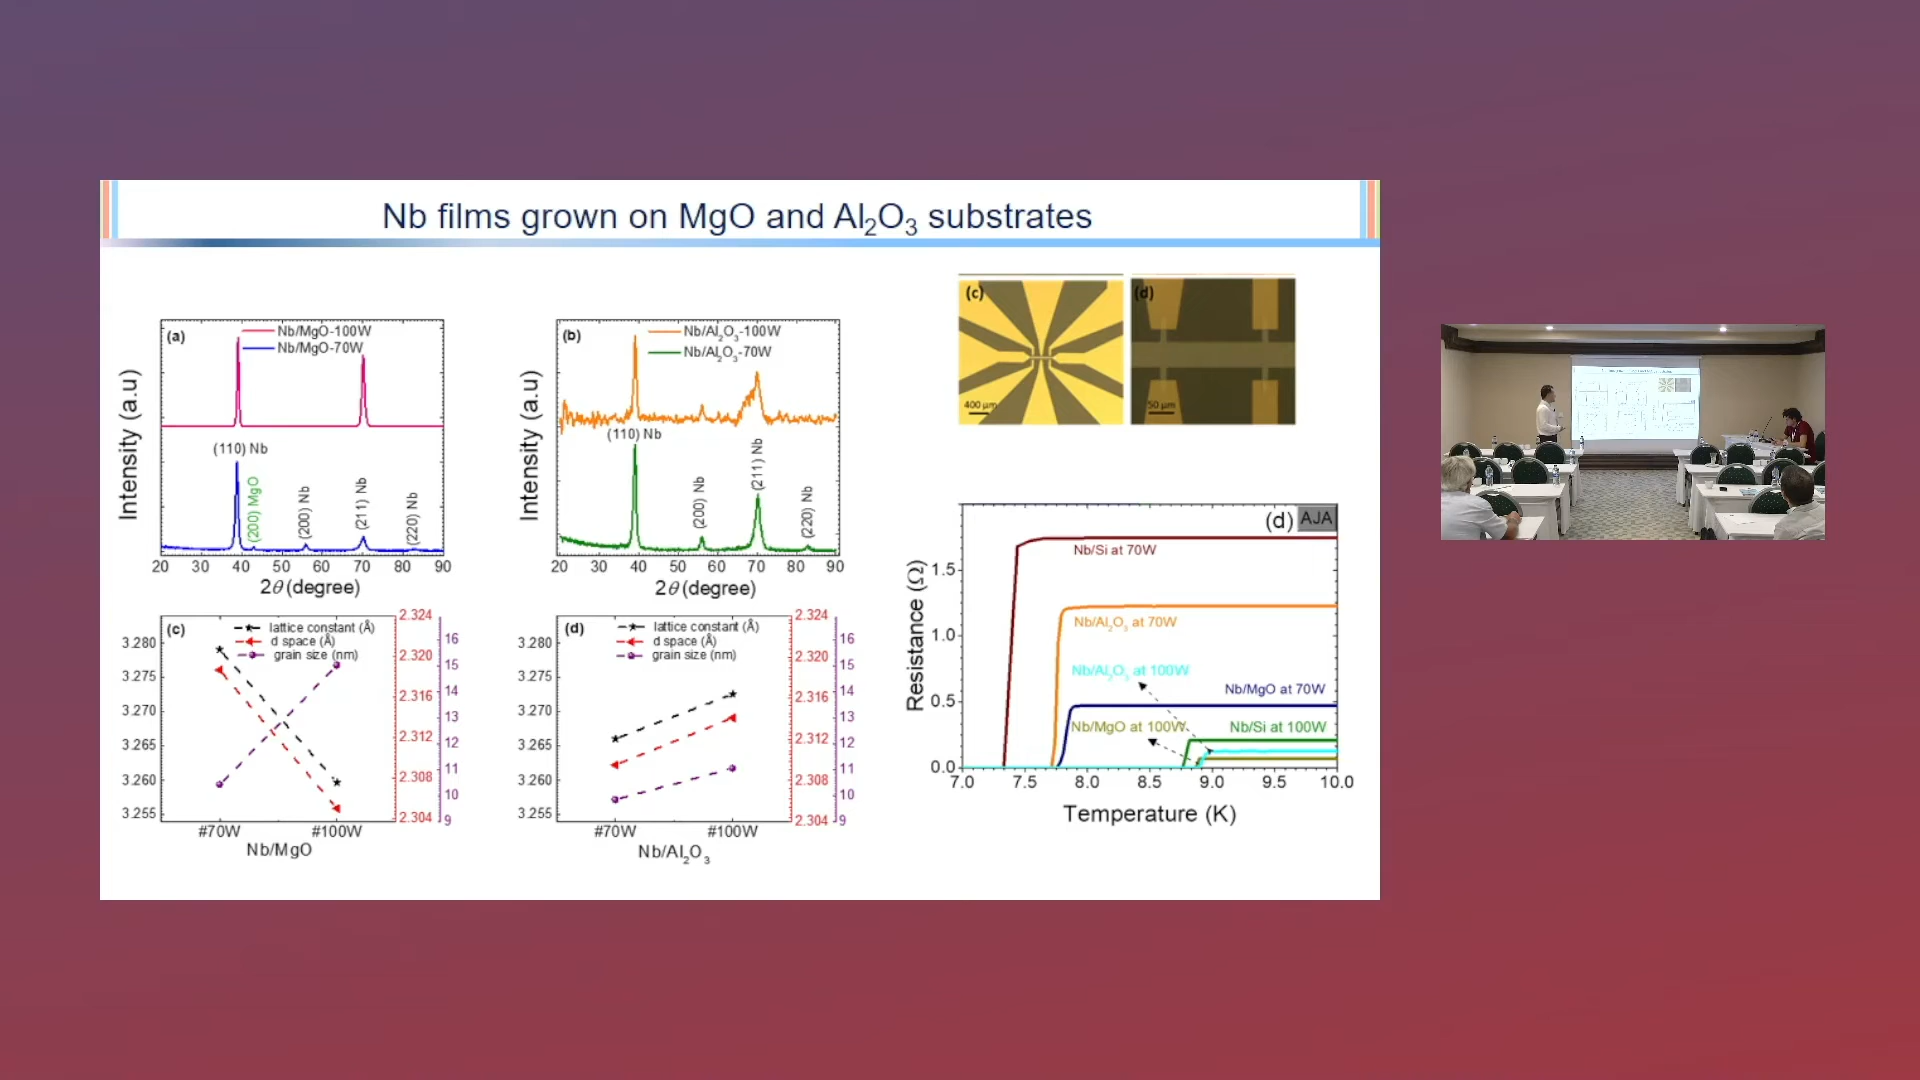 Nb films grown on MgO and Al₂O₃ substrates
(a)
Nb/MgO-100W
Nb/MgO-70W
Intensity (a.u)
(110) Nb
(200) MgO
(200) Nb
(211) Nb
(220) Nb
20 30 40 50 60 70 80 90
2θ (degree)
(b)
Nb/Al₂O₃-100W
Nb/Al₂O₃-70W
Intensity (a.u)
(110) Nb
(200) Nb
(211) Nb
(220) Nb
20 30 40 50 60 70 80 90
2θ (degree)
(c)
lattice constant (Å)
d space (Å)
grain size (nm)
3.280
3.275
3.270
3.265
3.260
3.255
2.324
2.320
2.316
2.312
2.308
2.304
16
15
14
13
12
11
10
9
#70W #100W
Nb/MgO
(d)
lattice constant (Å)
d space (Å)
grain size (nm)
3.280
3.275
3.270
3.265
3.260
3.255
2.324
2.320
2.316
2.312
2.308
2.304
16
15
14
13
12
11
10
9
#70W #100W
Nb/Al₂O₃
(c)
400 µm
(d)
50 µm
(d) AJA
Nb/Si at 70W
Nb/Al₂O₃ at 70W
Nb/Al₂O₃ at 100W
Nb/MgO at 70W
Nb/MgO at 100W
Nb/Si at 100W
Resistance (Ω)
1.5
1.0
0.5
0.0
7.0 7.5 8.0 8.5 9.0 9.5 10.0
Temperature (K)